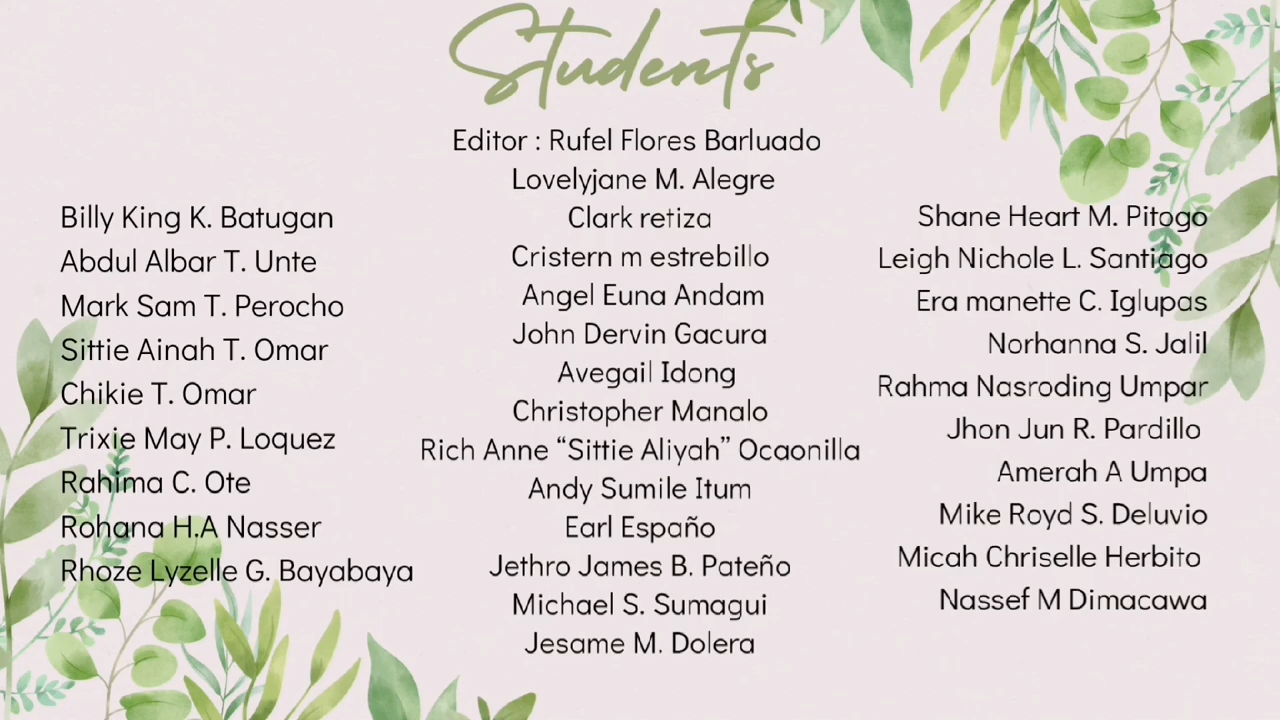 Students
Editor : Rufel Flores Barluado
Lovelyjane M. Alegre
Clark retiza
Cristern m estrebillo
Angel Euna Andam
John Dervin Gacura
Avegail Idong
Christopher Manalo
Rich Anne “Sittie Aliyah” Ocaonilla
Andy Sumile Itum
Earl Españo
Jethro James B. Pateño
Michael S. Sumagui
Jesame M. Dolera
Billy King K. Batugan
Abdul Albar T. Unte
Mark Sam T. Perocho
Sittie Ainah T. Omar
Chikie T. Omar
Trixie May P. Loquez
Rahima C. Ote
Rohana H.A Nasser
Rhoze Lyzelle G. Bayabaya
Shane Heart M. Pitogo
Leigh Nichole L. Santiago
Era manette C. Iglupas
Norhanna S. Jalil
Rahma Nasroding Umpar
Jhon Jun R. Pardillo
Amerah A Umpa
Mike Royd S. Deluvio
Micah Chriselle Herbito
Nassef M Dimacawa